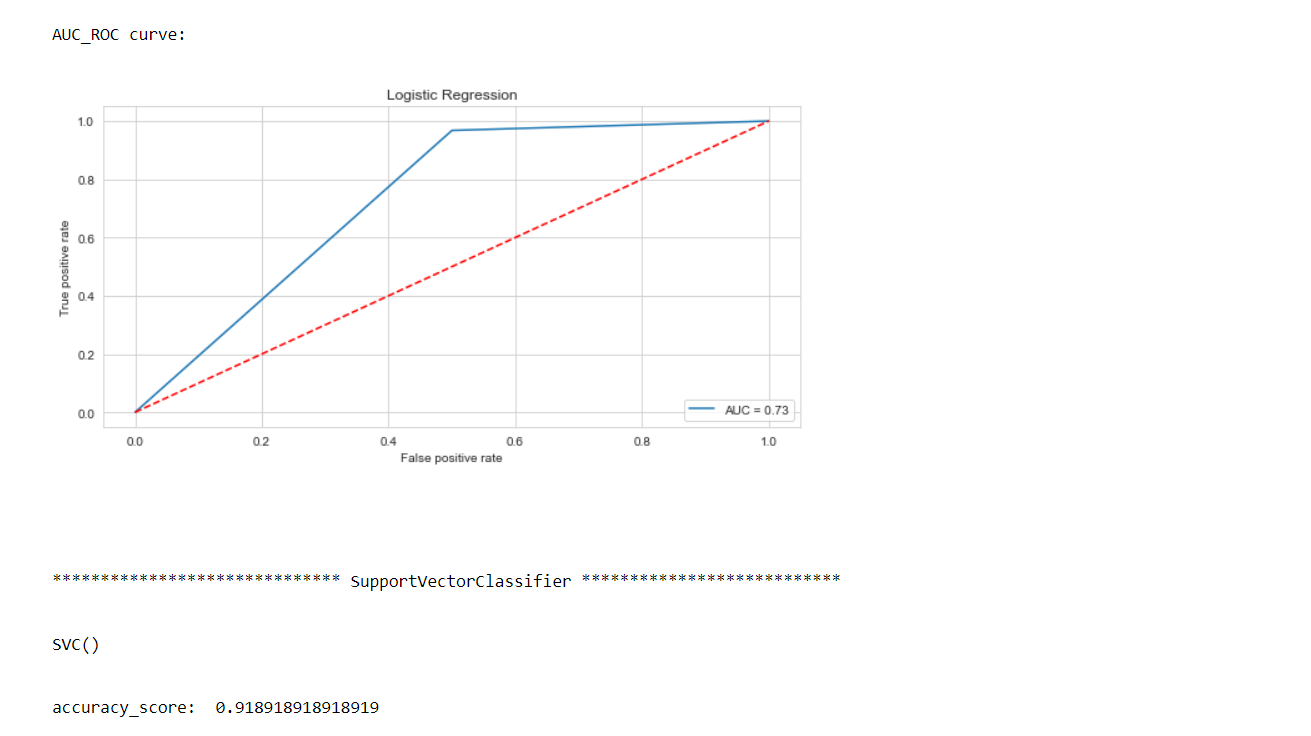 AUC_ROC curve:
Logistic Regression
1.0
0.8
0.6
0.4
0.2
0.0
True positive rate
AUC = 0.73
0.0 0.2 0.4 0.6 0.8 1.0
False positive rate
****************************** SupportVectorClassifier ***************************
SVC()
accuracy_score:  0.918918918918919